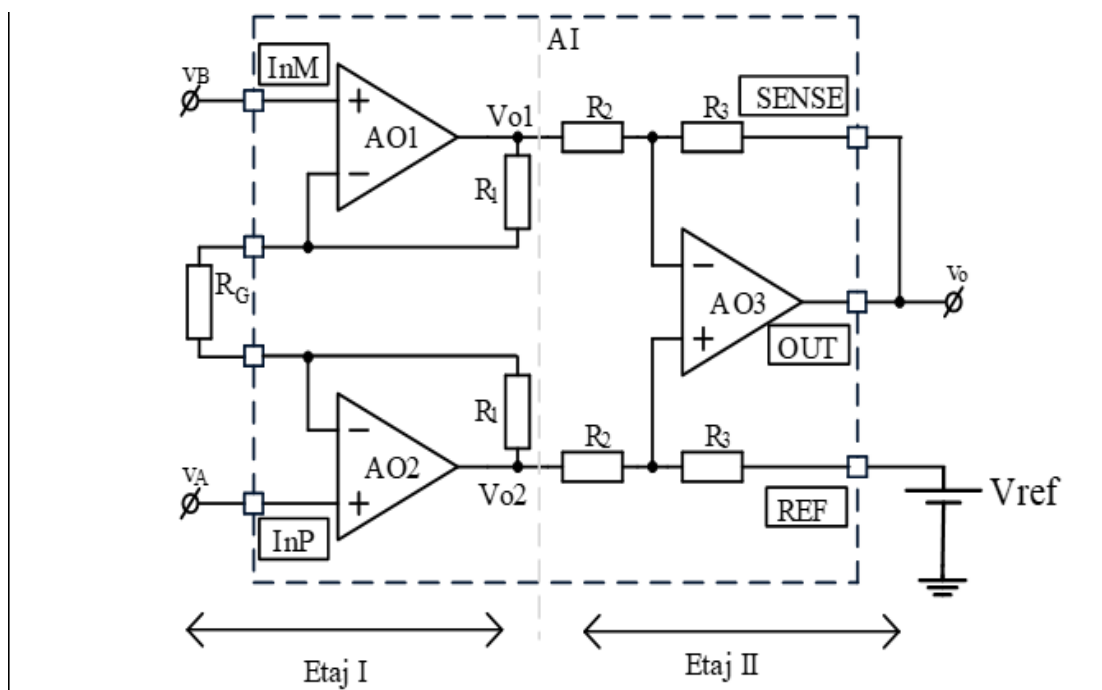 AI
InM
vB
+
AO1
−
Vo1
R1
R2
R3
SENSE
RG
−
AO3
+
vo
OUT
R1
−
AO2
+
vA
InP
Vo2
R2
R3
REF
Vref
Etaj I
Etaj II